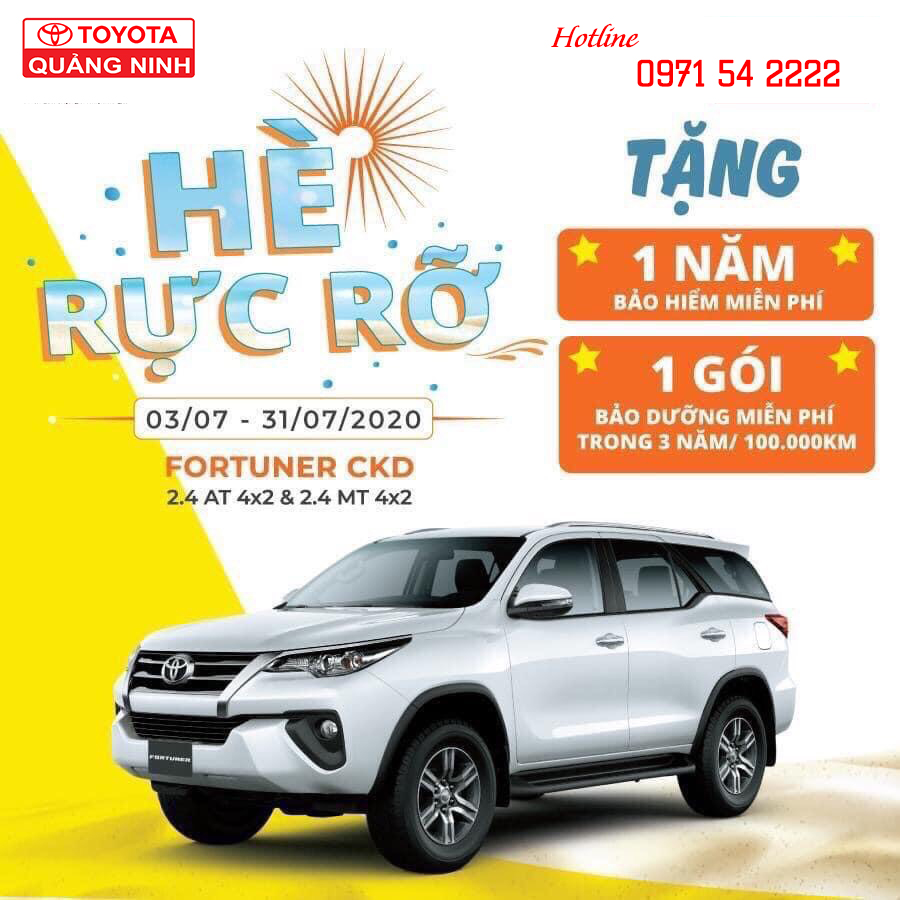 TOYOTA
QUẢNG NINH
Hotline
0971 54 2222
HÈ
RỰC RỠ
03/07 - 31/07/2020
FORTUNER CKD
2.4 AT 4x2 & 2.4 MT 4x2
TẶNG
1 NĂM
BẢO HIỂM MIỄN PHÍ
1 GÓI
BẢO DƯỠNG MIỄN PHÍ
TRONG 3 NĂM/ 100.000KM
FORTUNER